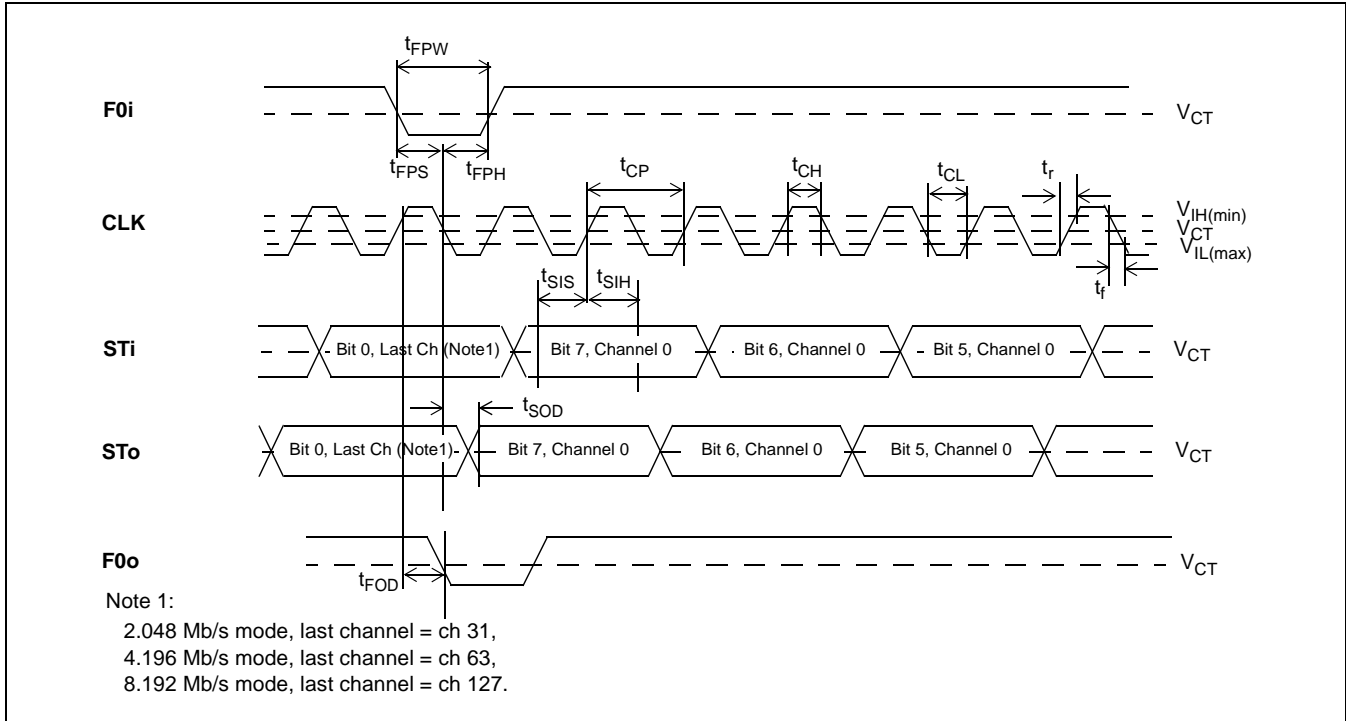 tFPW
F0i
VCT
tFPS
tFPH
tCP
tCH
tCL
tr
CLK
VIH(min)
VCT
VIL(max)
tSIS
tSIH
tf
STi
Bit 0, Last Ch (Note1)
Bit 7, Channel 0
Bit 6, Channel 0
Bit 5, Channel 0
VCT
tSOD
STo
Bit 0, Last Ch (Note1)
Bit 7, Channel 0
Bit 6, Channel 0
Bit 5, Channel 0
VCT
F0o
VCT
tFOD
Note 1:
2.048 Mb/s mode, last channel = ch 31,
4.196 Mb/s mode, last channel = ch 63,
8.192 Mb/s mode, last channel = ch 127.